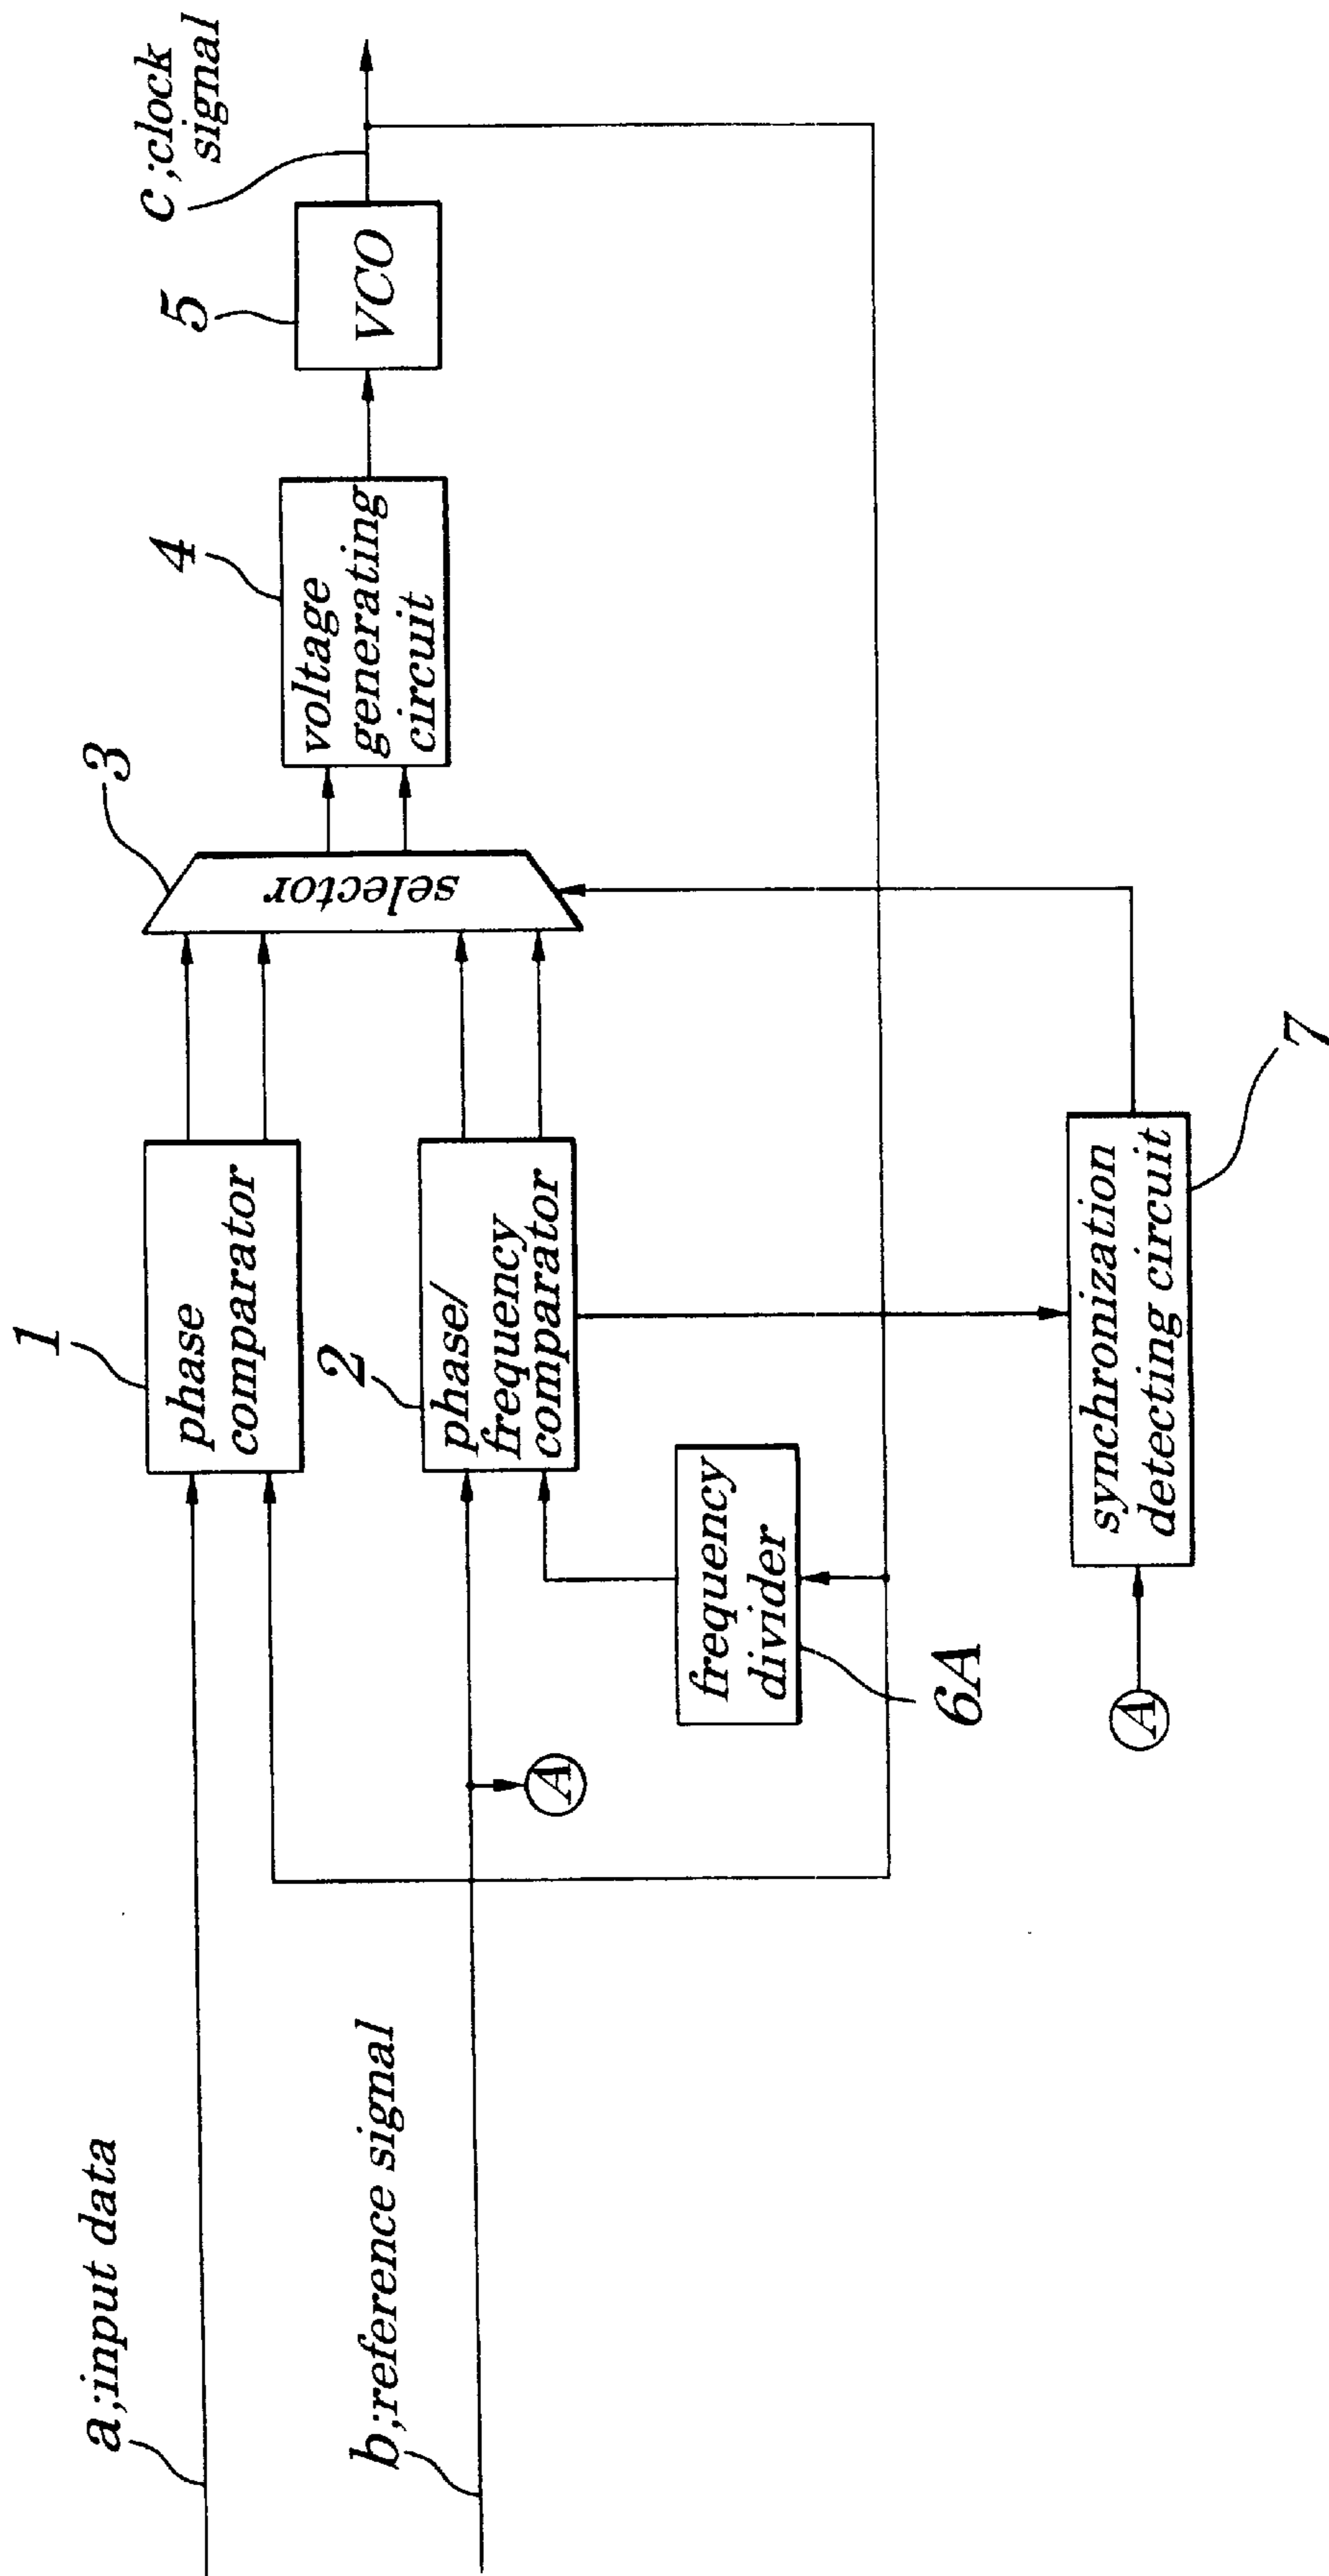 a;input data
b;reference signal
1
phase
comparator
2
phase/
frequency
comparator
frequency
divider
6A
A
A
synchronization
detecting circuit
7
3
selector
4
voltage
generating
circuit
5
VCO
c;clock
signal